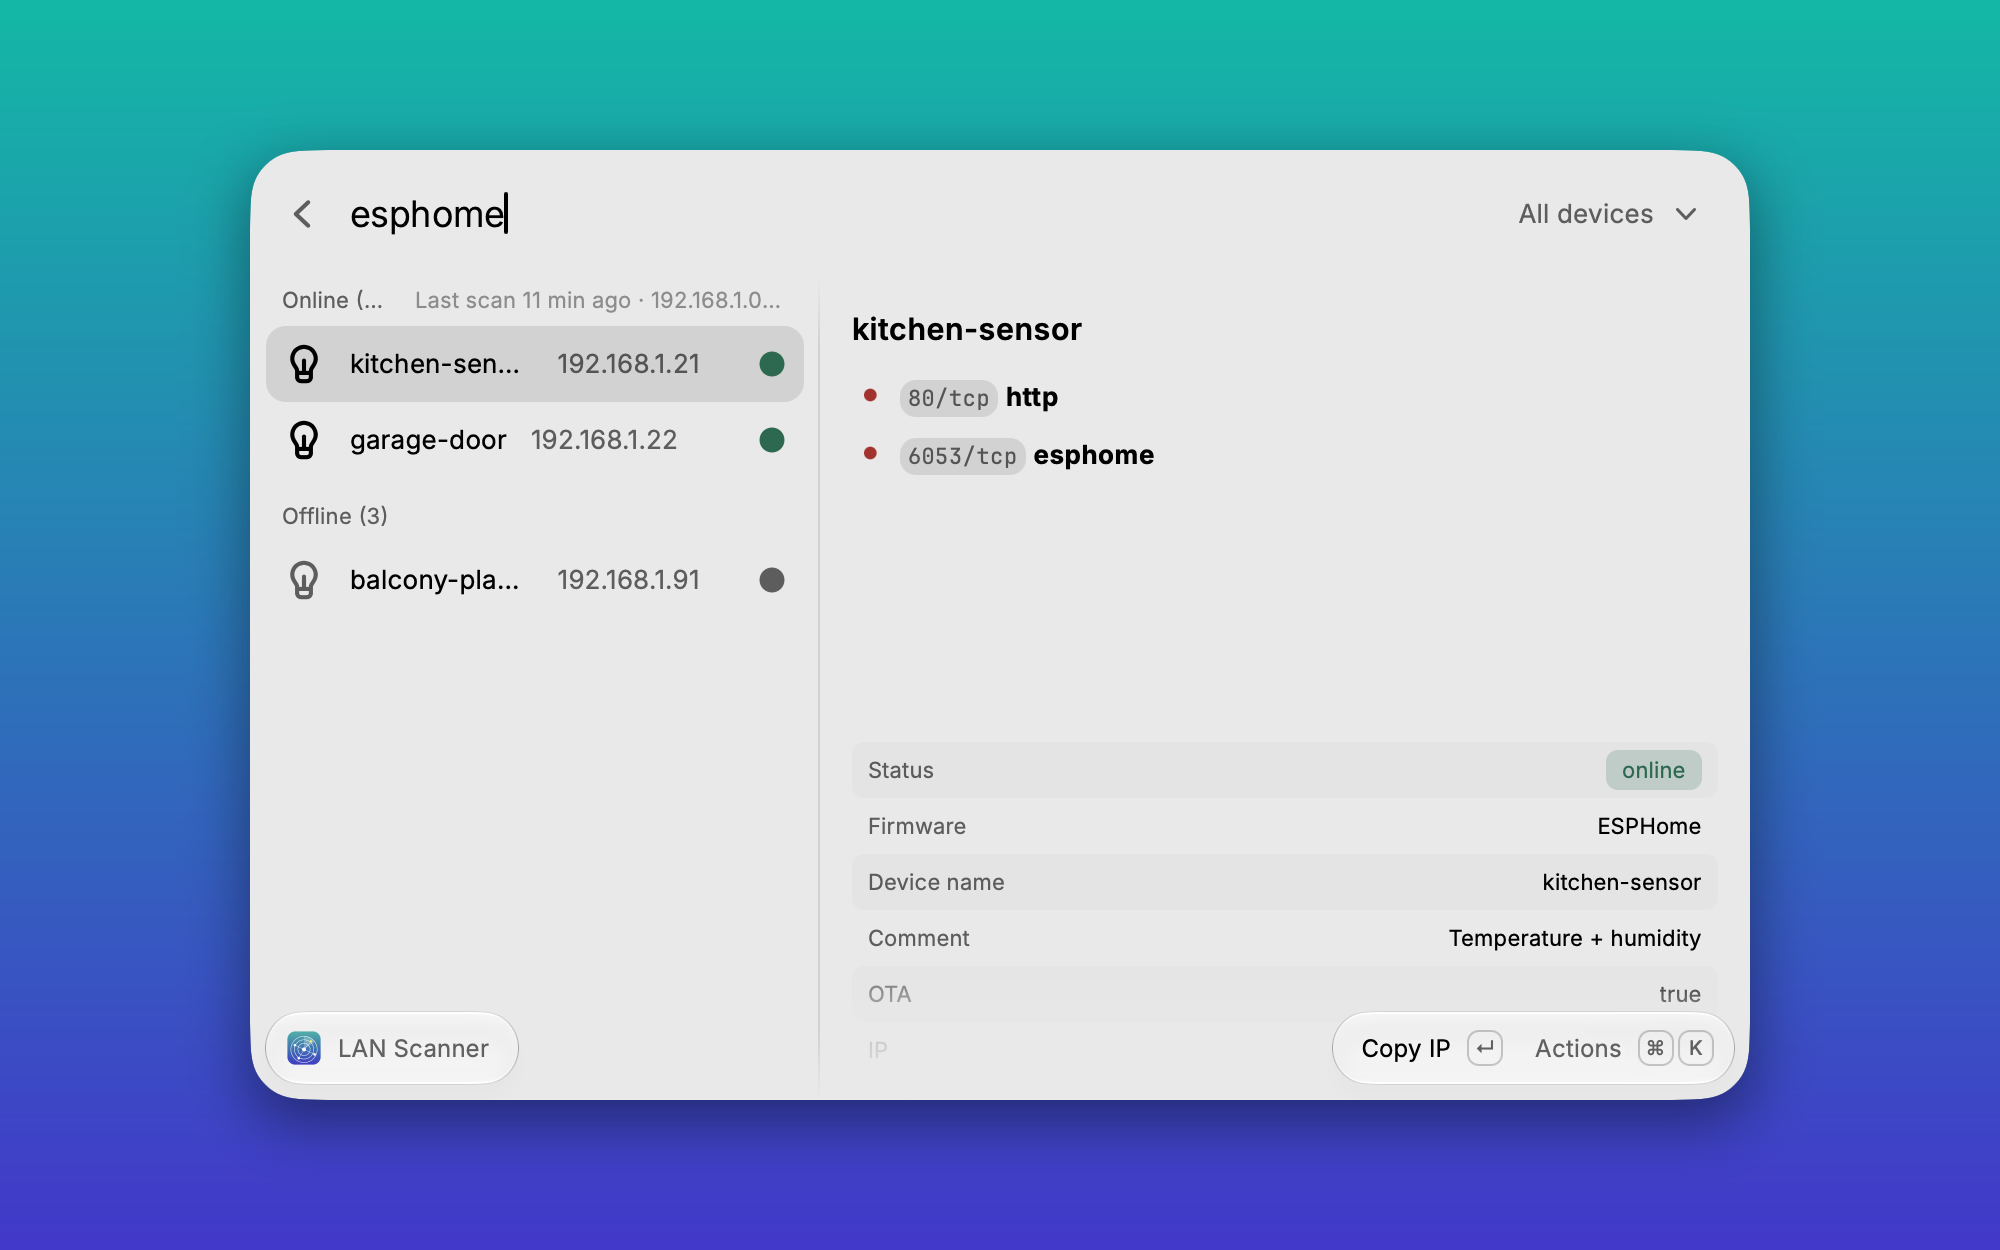 esphome
All devices
Online (... Last scan 11 min ago · 192.168.1.0...
kitchen-sen... 192.168.1.21
garage-door 192.168.1.22
Offline (3)
balcony-pla... 192.168.1.91
kitchen-sensor
80/tcp http
6053/tcp esphome
Status online
Firmware ESPHome
Device name kitchen-sensor
Comment Temperature + humidity
OTA true
IP
LAN Scanner
Copy IP ↵ Actions ⌘ K